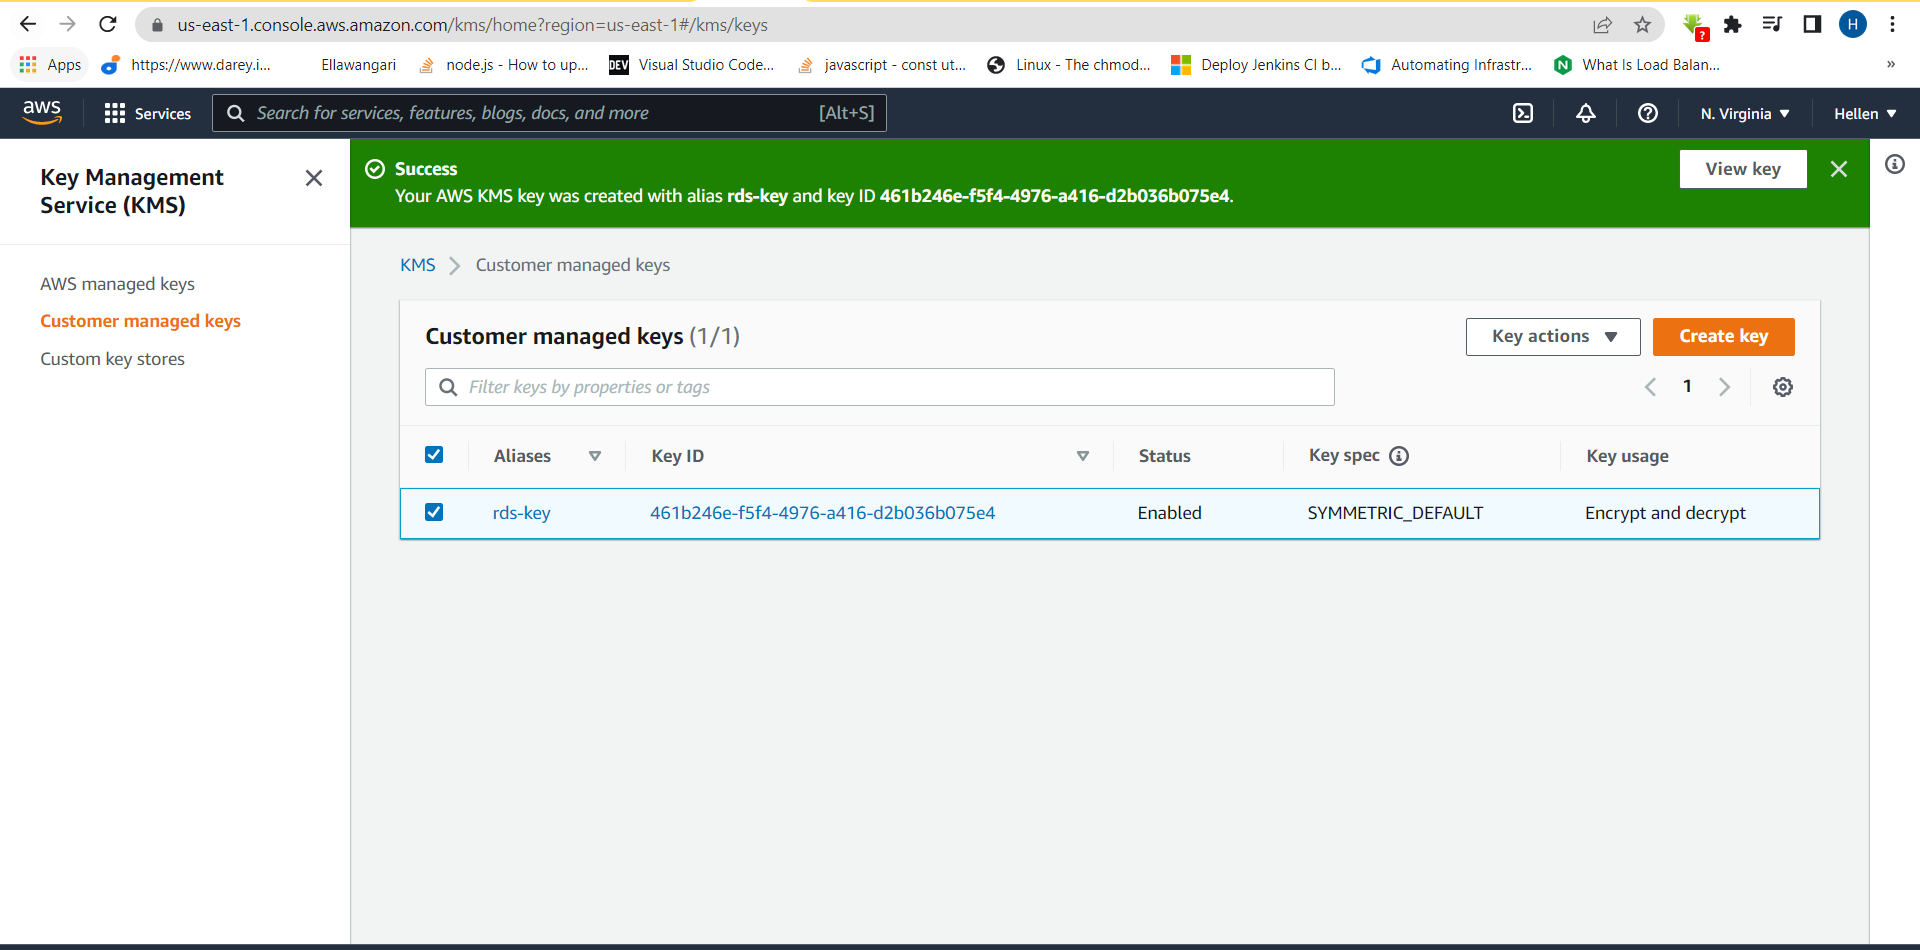 us-east-1.console.aws.amazon.com/kms/home?region=us-east-1#/kms/keys
?
H
Apps https://www.darey.i... Ellawangari node.js - How to up... DEV Visual Studio Code... javascript - const ut... Linux - The chmod... Deploy Jenkins CI b... Automating Infrastr... N What Is Load Balan... »
aws Services Search for services, features, blogs, docs, and more [Alt+S] N. Virginia Hellen
Key Management
Service (KMS)
AWS managed keys
Customer managed keys
Custom key stores
Success
Your AWS KMS key was created with alias rds-key and key ID 461b246e-f5f4-4976-a416-d2b036b075e4.
View key
KMS Customer managed keys
Customer managed keys (1/1)
Key actions Create key
Filter keys by properties or tags
1
Aliases Key ID Status Key spec Key usage
rds-key 461b246e-f5f4-4976-a416-d2b036b075e4 Enabled SYMMETRIC_DEFAULT Encrypt and decrypt